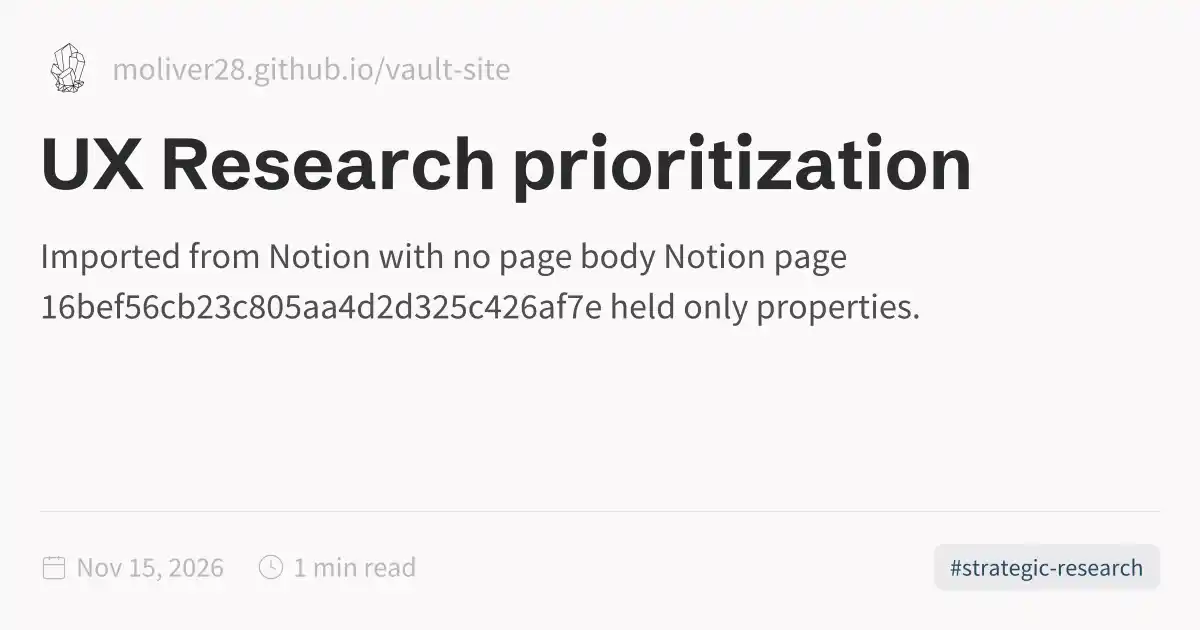 moliver28.github.io/vault-site
UX Research prioritization
Imported from Notion with no page body Notion page
16bef56cb23c805aa4d2d325c426af7e held only properties.
Nov 15, 2026
1 min read
#strategic-research